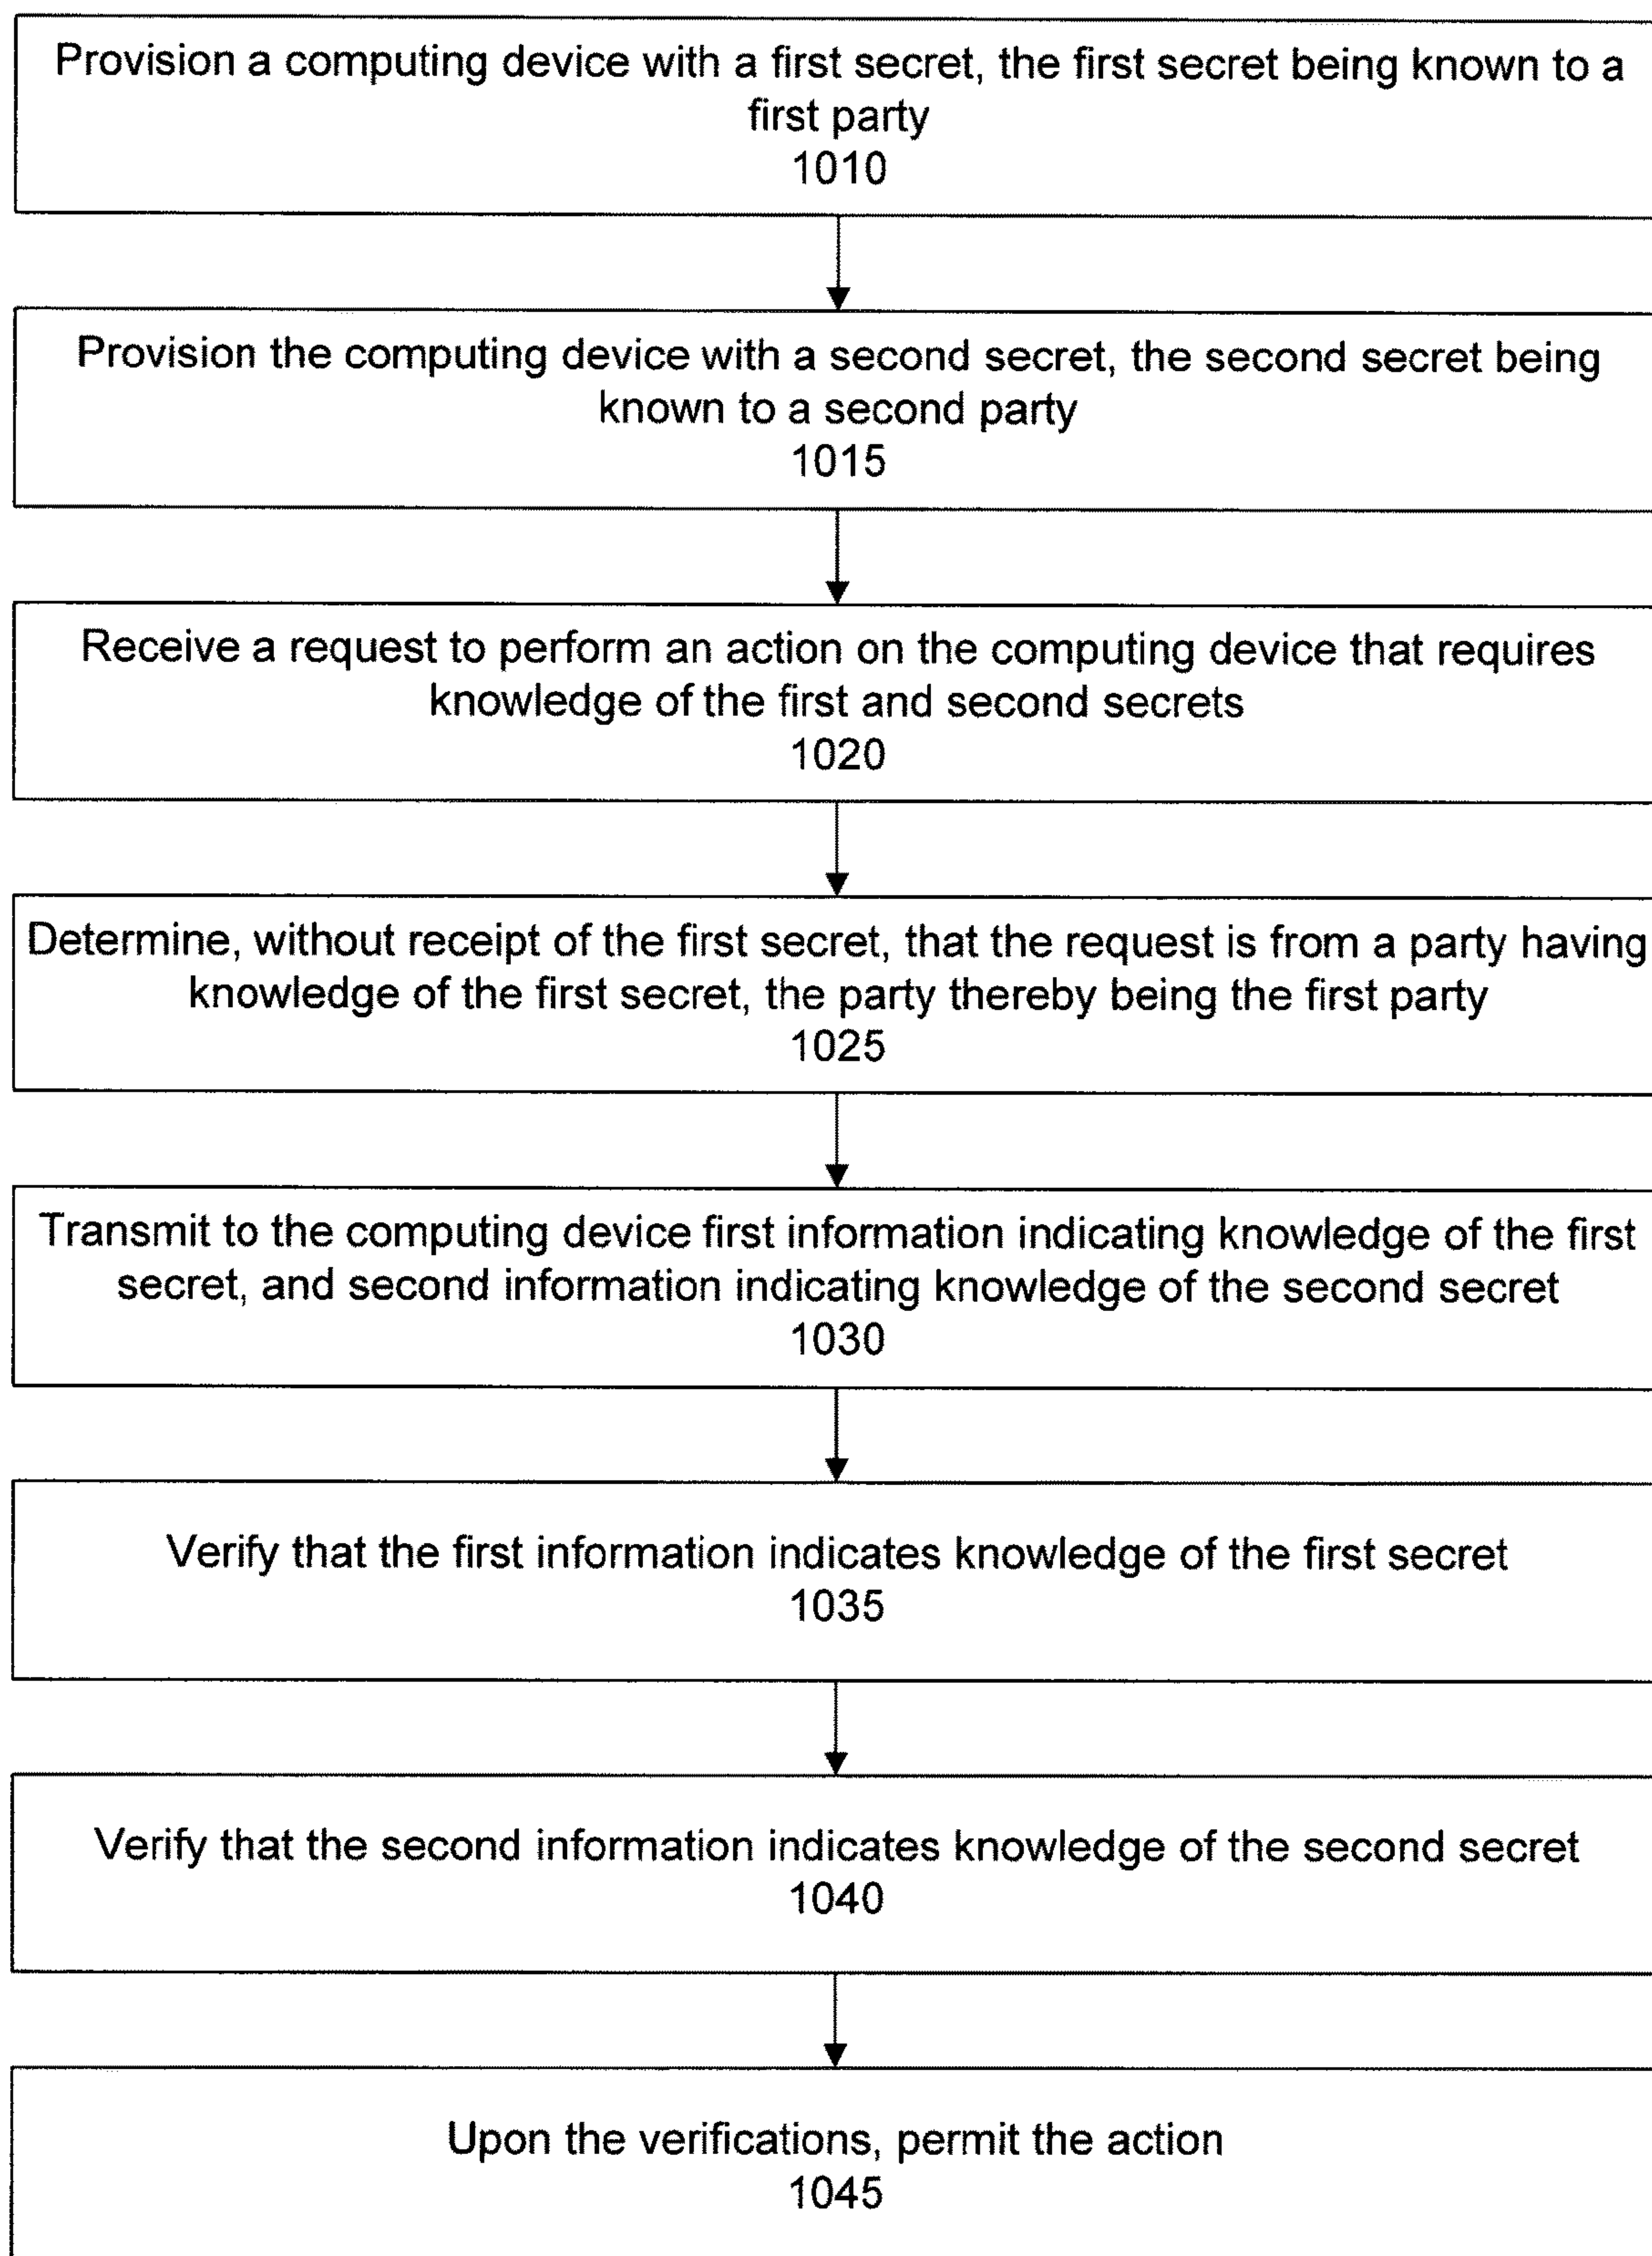 Provision a computing device with a first secret, the first secret being known to a
first party
1010
Provision the computing device with a second secret, the second secret being
known to a second party
1015
Receive a request to perform an action on the computing device that requires
knowledge of the first and second secrets
1020
Determine, without receipt of the first secret, that the request is from a party having
knowledge of the first secret, the party thereby being the first party
1025
Transmit to the computing device first information indicating knowledge of the first
secret, and second information indicating knowledge of the second secret
1030
Verify that the first information indicates knowledge of the first secret
1035
Verify that the second information indicates knowledge of the second secret
1040
Upon the verifications, permit the action
1045